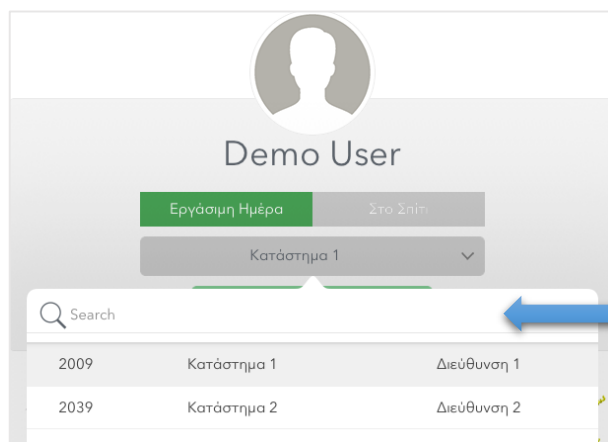 Demo User
Εργάσιμη Ημέρα Στο Σπίτι
Κατάστημα 1
Search
2009 Κατάστημα 1 Διεύθυνση 1
2039 Κατάστημα 2 Διεύθυνση 2